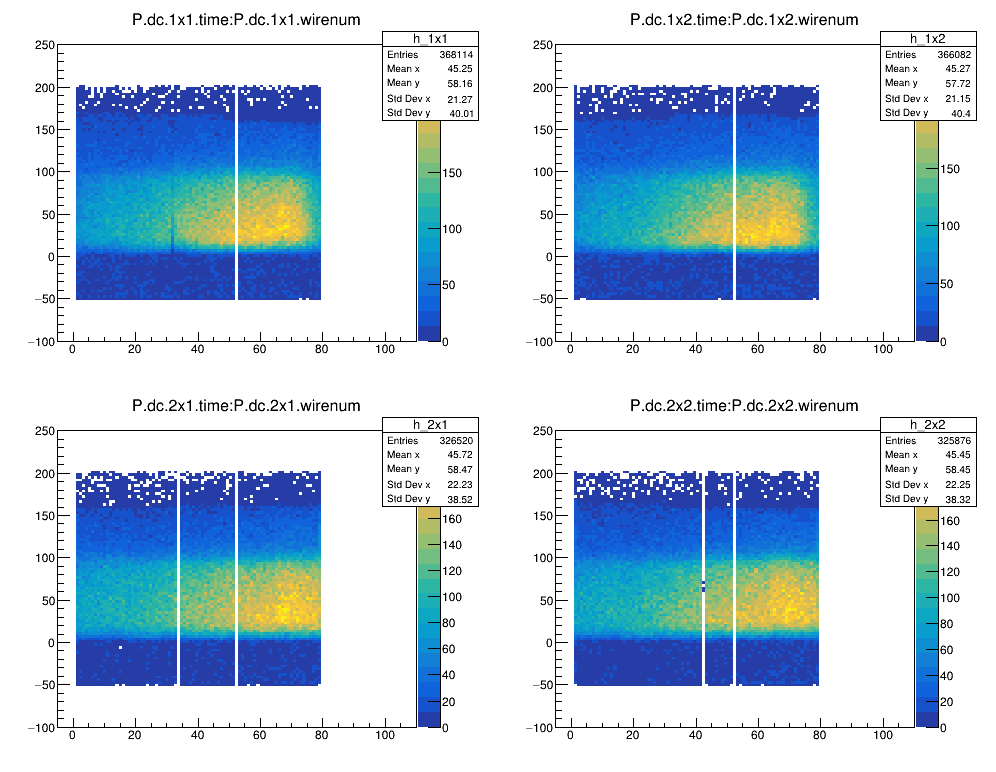 P.dc.1x1.time:P.dc.1x1.wirenum
h_1x1
Entries 368114
Mean x 45.25
Mean y 58.16
Std Dev x 21.27
Std Dev y 40.01
250
200
150
100
50
0
−50
−100
0 20 40 60 80 100
150
100
50
0
P.dc.1x2.time:P.dc.1x2.wirenum
h_1x2
Entries 366082
Mean x 45.27
Mean y 57.72
Std Dev x 21.15
Std Dev y 40.4
250
200
150
100
50
0
−50
−100
0 20 40 60 80 100
150
100
50
0
P.dc.2x1.time:P.dc.2x1.wirenum
h_2x1
Entries 326520
Mean x 45.72
Mean y 58.47
Std Dev x 22.23
Std Dev y 38.52
250
200
150
100
50
0
−50
−100
0 20 40 60 80 100
160
140
120
100
80
60
40
20
0
P.dc.2x2.time:P.dc.2x2.wirenum
h_2x2
Entries 325876
Mean x 45.45
Mean y 58.45
Std Dev x 22.25
Std Dev y 38.32
250
200
150
100
50
0
−50
−100
0 20 40 60 80 100
160
140
120
100
80
60
40
20
0